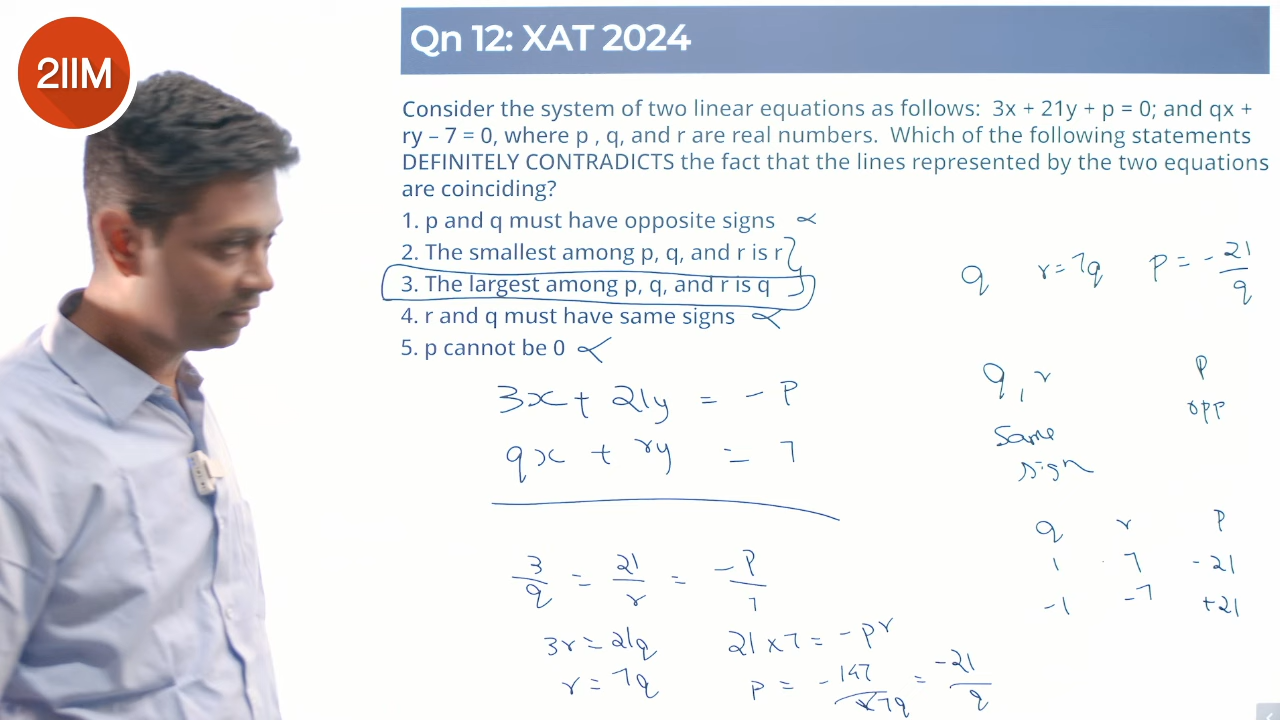 2IIM
Qn 12: XAT 2024
Consider the system of two linear equations as follows: 3x + 21y + p = 0; and qx +
ry – 7 = 0, where p , q, and r are real numbers. Which of the following statements
DEFINITELY CONTRADICTS the fact that the lines represented by the two equations
are coinciding?
1. p and q must have opposite signs
2. The smallest among p, q, and r is r
3. The largest among p, q, and r is q
4. r and q must have same signs
5. p cannot be 0
q r = 7q P = - 21/q
3x + 21y = - P
qx + ry = 7
q, r P
same opp
sign
3/q = 21/r = -P/7
3r = 21q 21 x 7 = - pr
r = 7q P = - 147/7q = -21/q
q r P
1 7 - 21
-1 -7 +21